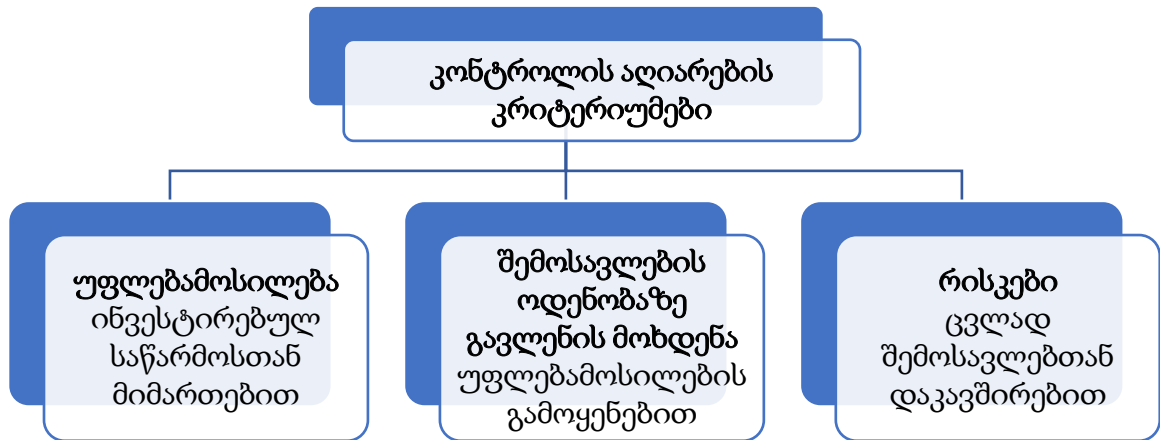 კონტროლის აღიარების
კრიტერიუმები
უფლებამოსილება
ინვესტირებულ
საწარმოსთან
მიმართებით
შემოსავლების
ოდენობაზე
გავლენის მოხდენა
უფლებამოსილების
გამოყენებით
რისკები
ცვლად
შემოსავლებთან
დაკავშირებით